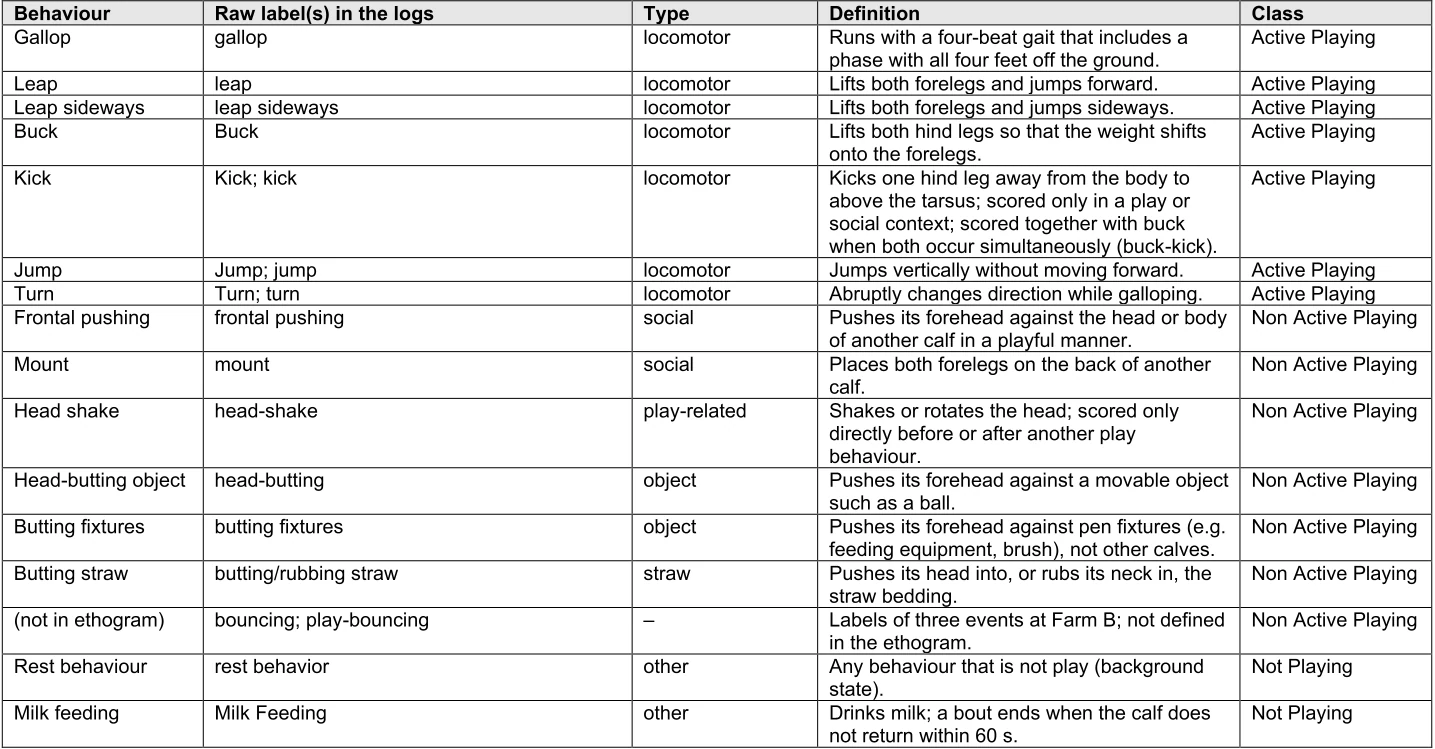 Behaviour Raw label(s) in the logs Type Definition Class
Gallop gallop locomotor Runs with a four-beat gait that includes a Active Playing
phase with all four feet off the ground.
Leap leap locomotor Lifts both forelegs and jumps forward. Active Playing
Leap sideways leap sideways locomotor Lifts both forelegs and jumps sideways. Active Playing
Buck Buck locomotor Lifts both hind legs so that the weight shifts Active Playing
onto the forelegs.
Kick Kick; kick locomotor Kicks one hind leg away from the body to Active Playing
above the tarsus; scored only in a play or
social context; scored together with buck
when both occur simultaneously (buck-kick).
Jump Jump; jump locomotor Jumps vertically without moving forward. Active Playing
Turn Turn; turn locomotor Abruptly changes direction while galloping. Active Playing
Frontal pushing frontal pushing social Pushes its forehead against the head or body Non Active Playing
of another calf in a playful manner.
Mount mount social Places both forelegs on the back of another Non Active Playing
calf.
Head shake head-shake play-related Shakes or rotates the head; scored only Non Active Playing
directly before or after another play
behaviour.
Head-butting object head-butting object Pushes its forehead against a movable object Non Active Playing
such as a ball.
Butting fixtures butting fixtures object Pushes its forehead against pen fixtures (e.g. Non Active Playing
feeding equipment, brush), not other calves.
Butting straw butting/rubbing straw straw Pushes its head into, or rubs its neck in, the Non Active Playing
straw bedding.
(not in ethogram) bouncing; play-bouncing – Labels of three events at Farm B; not defined Non Active Playing
in the ethogram.
Rest behaviour rest behavior other Any behaviour that is not play (background Not Playing
state).
Milk feeding Milk Feeding other Drinks milk; a bout ends when the calf does Not Playing
not return within 60 s.